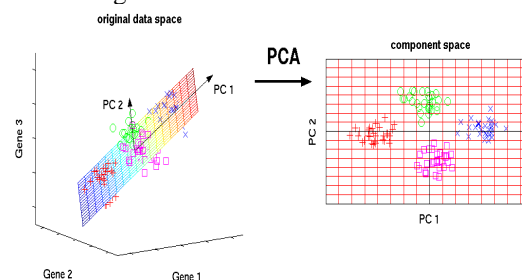 original data space
PCA
component space
PC 1
PC 2
Gene 3
Gene 2
Gene 1
PC 2
PC 1